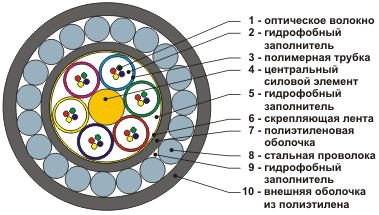 1 - оптическое волокно
2 - гидрофобный
заполнитель
3 - полимерная трубка
4 - центральный
силовой элемент
5 - гидрофобный
заполнитель
6 - скрепляющая лента
7 - полиэтиленовая
оболочка
8 - стальная проволока
9 - гидрофобный
заполнитель
10 - внешняя оболочка
из полиэтилена